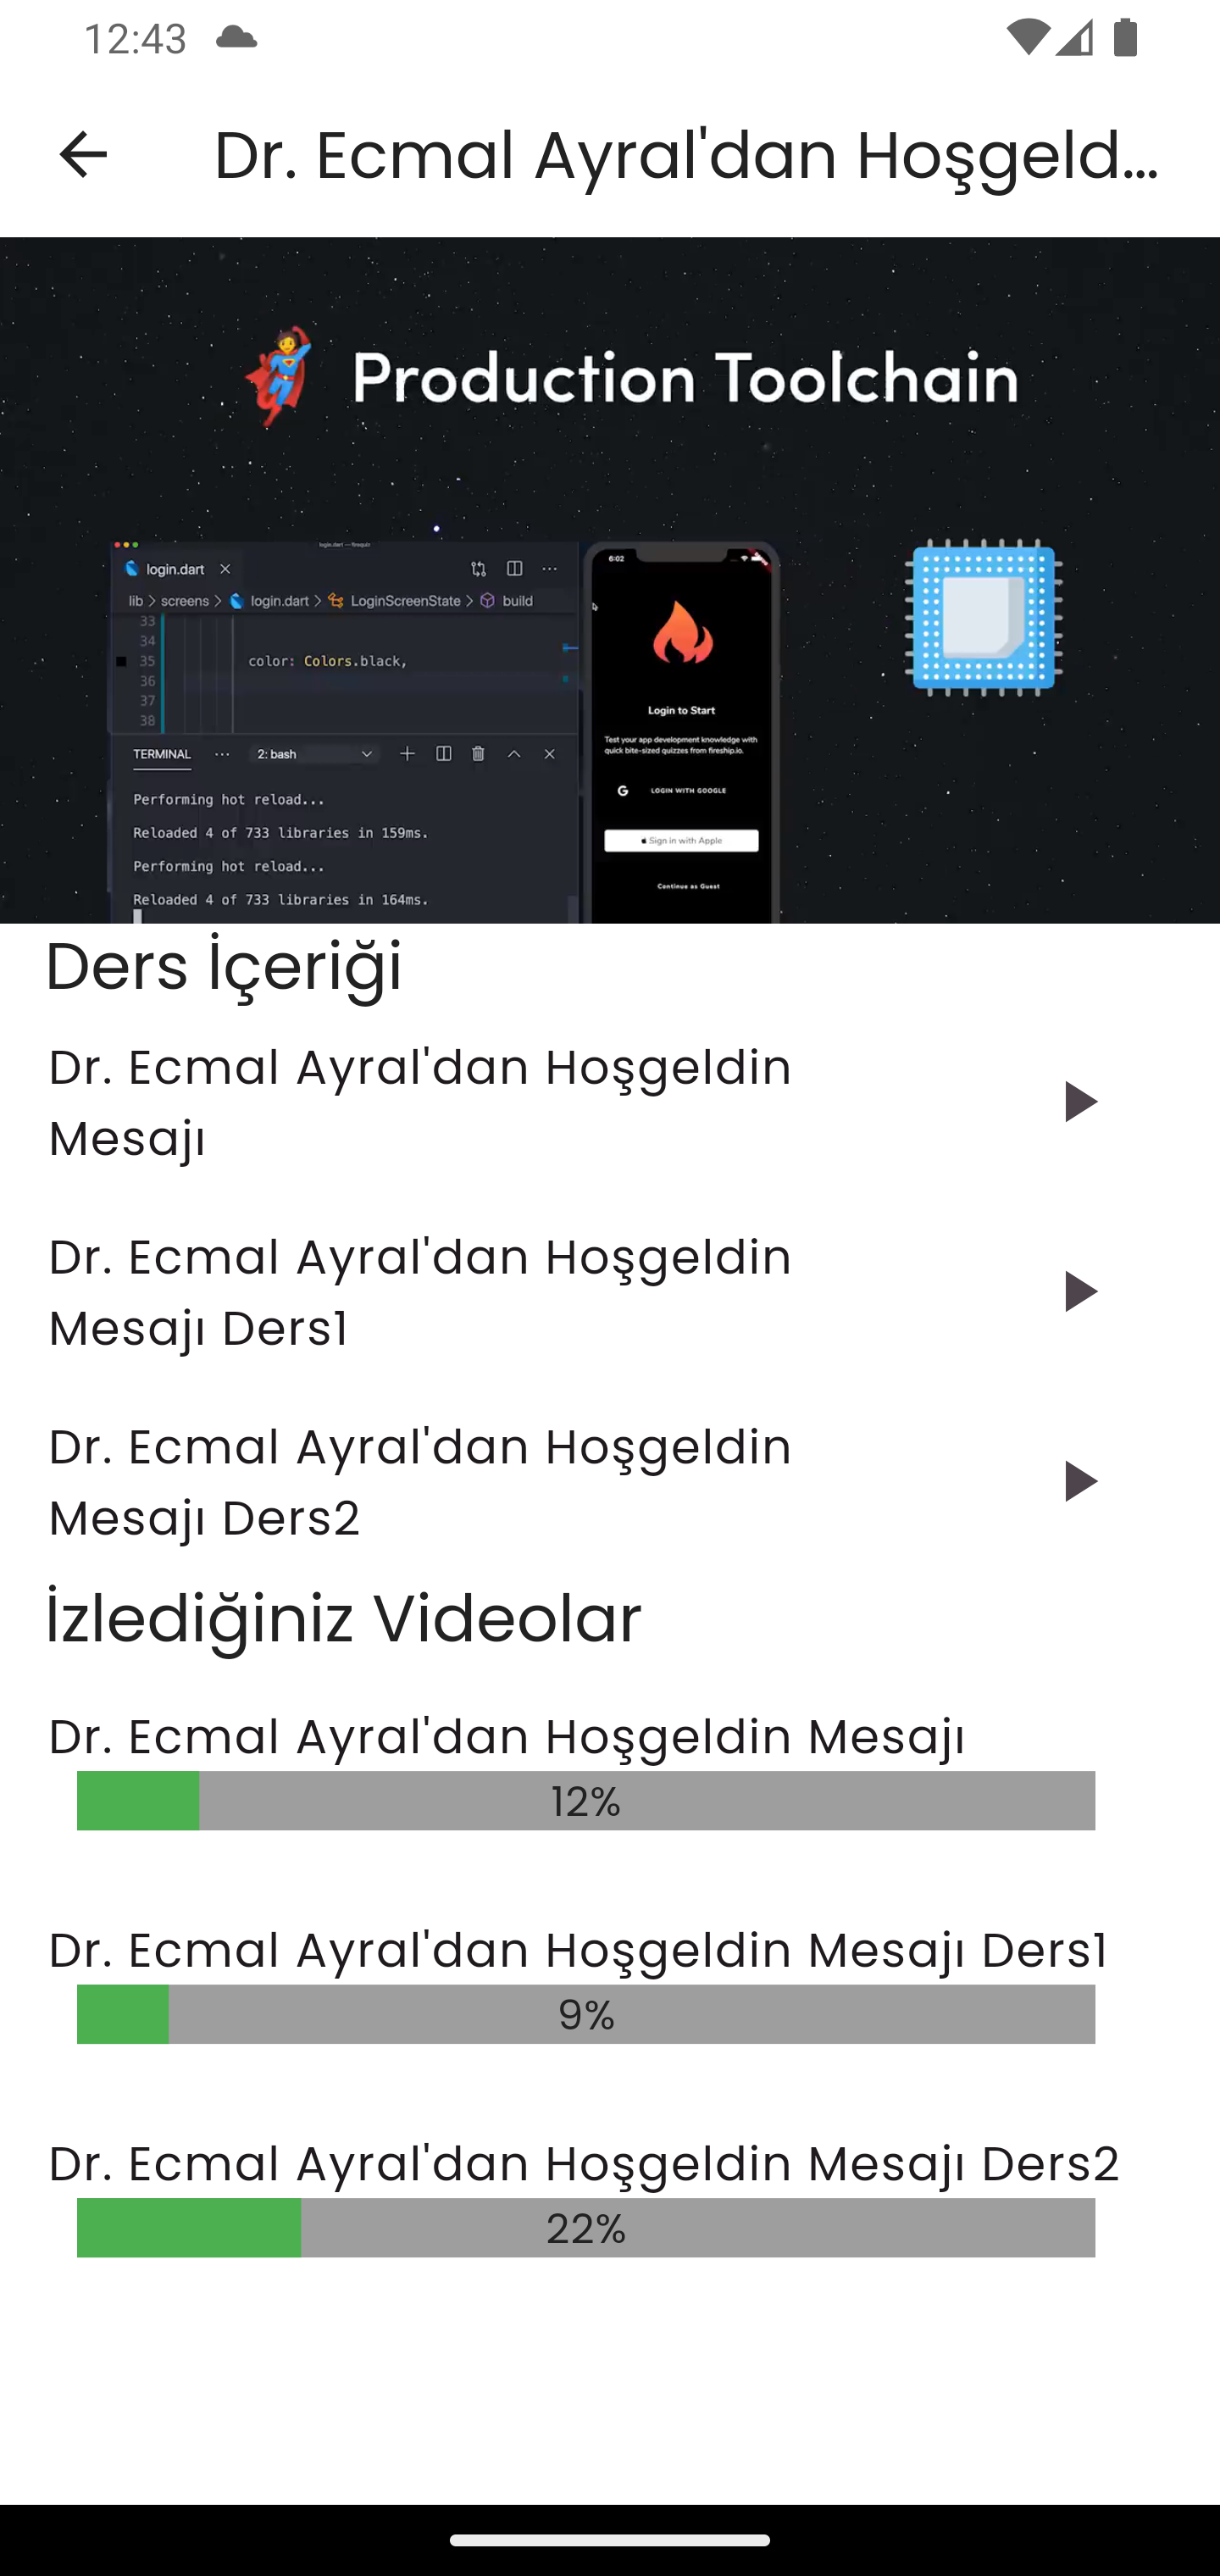 12:43
Dr. Ecmal Ayral'dan Hoşgeld...
Production Toolchain
login.dart — firequiz
login.dart
lib > screens > login.dart > LoginScreenState > build
33
34
35 color: Colors.black,
36
37
38
TERMINAL ... 2: bash
Performing hot reload...
Reloaded 4 of 733 libraries in 159ms.
Performing hot reload...
Reloaded 4 of 733 libraries in 164ms.
6:02
Login to Start
Test your app development knowledge with
quick bite-sized quizzes from fireship.io.
G LOGIN WITH GOOGLE
Sign in with Apple
Continue as Guest
Ders İçeriği
Dr. Ecmal Ayral'dan Hoşgeldin
Mesajı
Dr. Ecmal Ayral'dan Hoşgeldin
Mesajı Ders1
Dr. Ecmal Ayral'dan Hoşgeldin
Mesajı Ders2
İzlediğiniz Videolar
Dr. Ecmal Ayral'dan Hoşgeldin Mesajı
12%
Dr. Ecmal Ayral'dan Hoşgeldin Mesajı Ders1
9%
Dr. Ecmal Ayral'dan Hoşgeldin Mesajı Ders2
22%